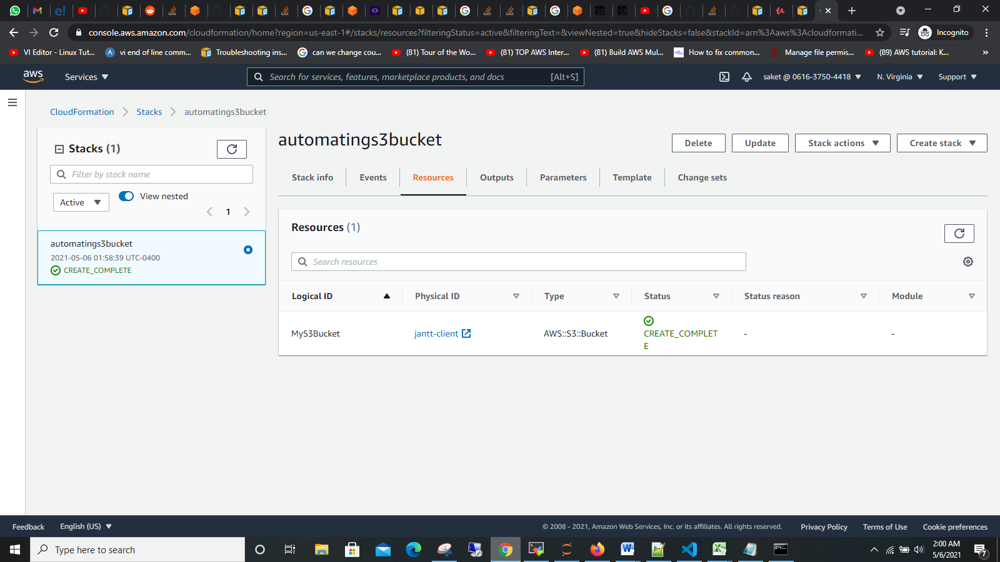 console.aws.amazon.com/cloudformation/home?region=us-east-1#/stacks/resources?filteringStatus=active&filteringText=&viewNested=true&hideStacks=false&stackId=arn%3Aaws%3Acloudformati...
Incognito
VI Editor - Linux Tut...
vi end of line comm...
Troubleshooting ins...
can we change cou...
(81) Tour of the Wo...
(81) TOP AWS Inter...
(81) Build AWS Mul...
How to fix common...
Manage file permis...
(89) AWS tutorial: K...
»
aws
Services
Search for services, features, marketplace products, and docs [Alt+S]
saket @ 0616-3750-4418
N. Virginia
Support
CloudFormation
Stacks
automatings3bucket
Stacks (1)
Filter by stack name
Active
View nested
1
automatings3bucket
2021-05-06 01:58:39 UTC-0400
CREATE_COMPLETE
automatings3bucket
Delete
Update
Stack actions
Create stack
Stack info
Events
Resources
Outputs
Parameters
Template
Change sets
Resources (1)
Search resources
Logical ID
Physical ID
Type
Status
Status reason
Module
MyS3Bucket
jantt-client
AWS::S3::Bucket
CREATE_COMPLET
E
-
-
Feedback
English (US)
© 2008 - 2021, Amazon Web Services, Inc. or its affiliates. All rights reserved.
Privacy Policy
Terms of Use
Cookie preferences
Type here to search
2:00 AM
5/6/2021
7